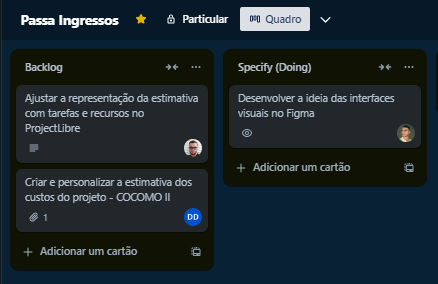 Passa Ingressos
Particular
Quadro
Backlog
Ajustar a representação da estimativa
com tarefas e recursos no
ProjectLibre
Criar e personalizar a estimativa dos
custos do projeto - COCOMO II
1
DD
Adicionar um cartão
Specify (Doing)
Desenvolver a ideia das interfaces
visuais no Figma
Adicionar um cartão